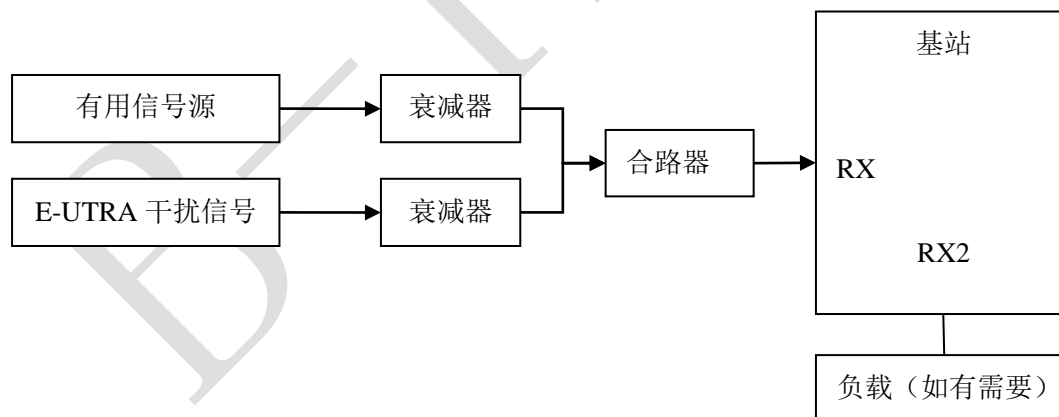 基站
有用信号源
衰减器
合路器
RX
E-UTRA 干扰信号
衰减器
RX2
负载（如有需要）